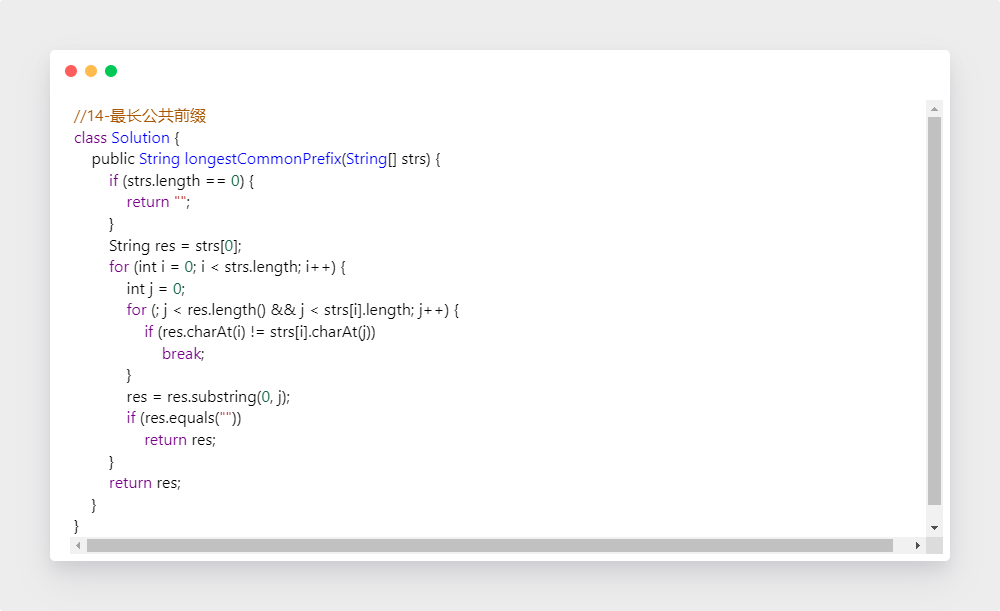 //14-最长公共前缀
class Solution {
    public String longestCommonPrefix(String[] strs) {
        if (strs.length == 0) {
            return "";
        }
        String res = strs[0];
        for (int i = 0; i < strs.length; i++) {
            int j = 0;
            for (; j < res.length() && j < strs[i].length; j++) {
                if (res.charAt(i) != strs[i].charAt(j))
                    break;
            }
            res = res.substring(0, j);
            if (res.equals(""))
                return res;
        }
        return res;
    }
}